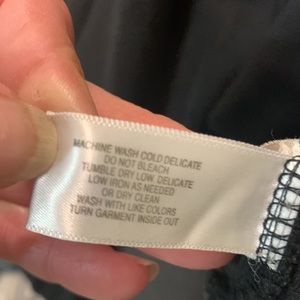 MACHINE WASH COLD DELICATE
DO NOT BLEACH.
TUMBLE DRY LOW. DELICATE
LOW IRON AS NEEDED
OR DRY CLEAN
WASH WITH LIKE COLORS
TURN GARMENT INSIDE OUT